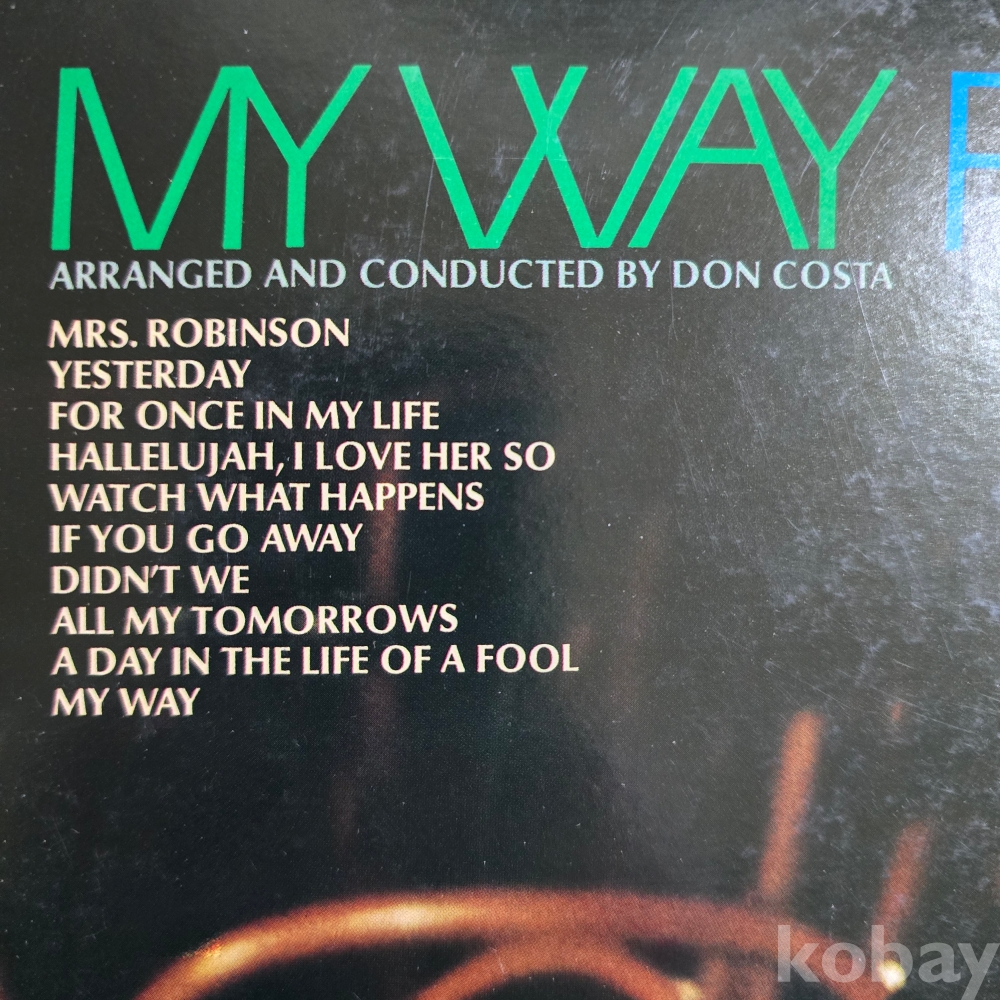 MY WAY F
ARRANGED AND CONDUCTED BY DON COSTA
MRS. ROBINSON
YESTERDAY
FOR ONCE IN MY LIFE
HALLELUJAH, I LOVE HER SO
WATCH WHAT HAPPENS
IF YOU GO AWAY
DIDN'T WE
ALL MY TOMORROWS
A DAY IN THE LIFE OF A FOOL
MY WAY
kobay